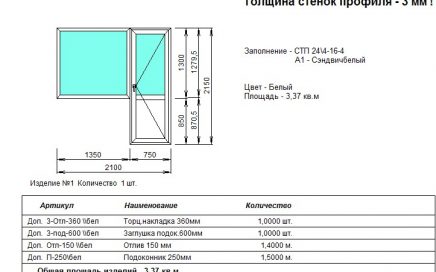 Толщина стенок профиля - 3 мм !
Заполнение - СТП 24\4-16-4
А1 - Сэндвичбелый
Цвет - Белый
Площадь - 3,37 кв.м
1300
1279,5
2150
850
870,5
1350
750
2100
Изделие №1 Количество 1 шт.
Артикул Наименование Количество
Доп. 3-Отп-360 \\бел Торц.накладка 360мм 1,0000 шт.
Доп. 3-под-600 \\бел Заглушка подок.600мм 1,0000 шт.
Доп. Отп-150 \\бел Отлив 150 мм 1,4000 м.
Доп. П-250\бел Подоконник 250мм 1,5000 м.
Общая площадь изделий 3,37 кв.м